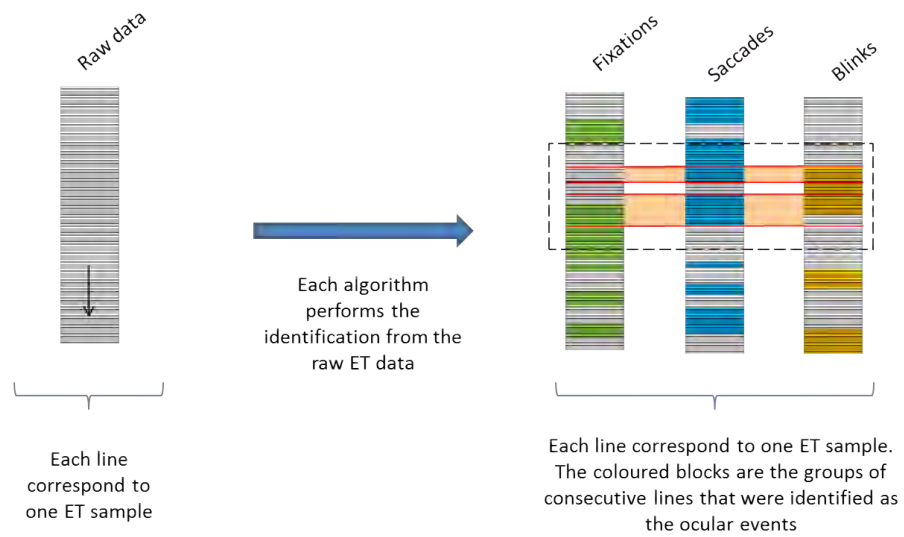 Raw data
Fixations
Saccades
Blinks
Each algorithm
performs the
identification from the
raw ET data
Each line
correspond to
one ET sample
Each line correspond to one ET sample.
The coloured blocks are the groups of
consecutive lines that were identified as
the ocular events